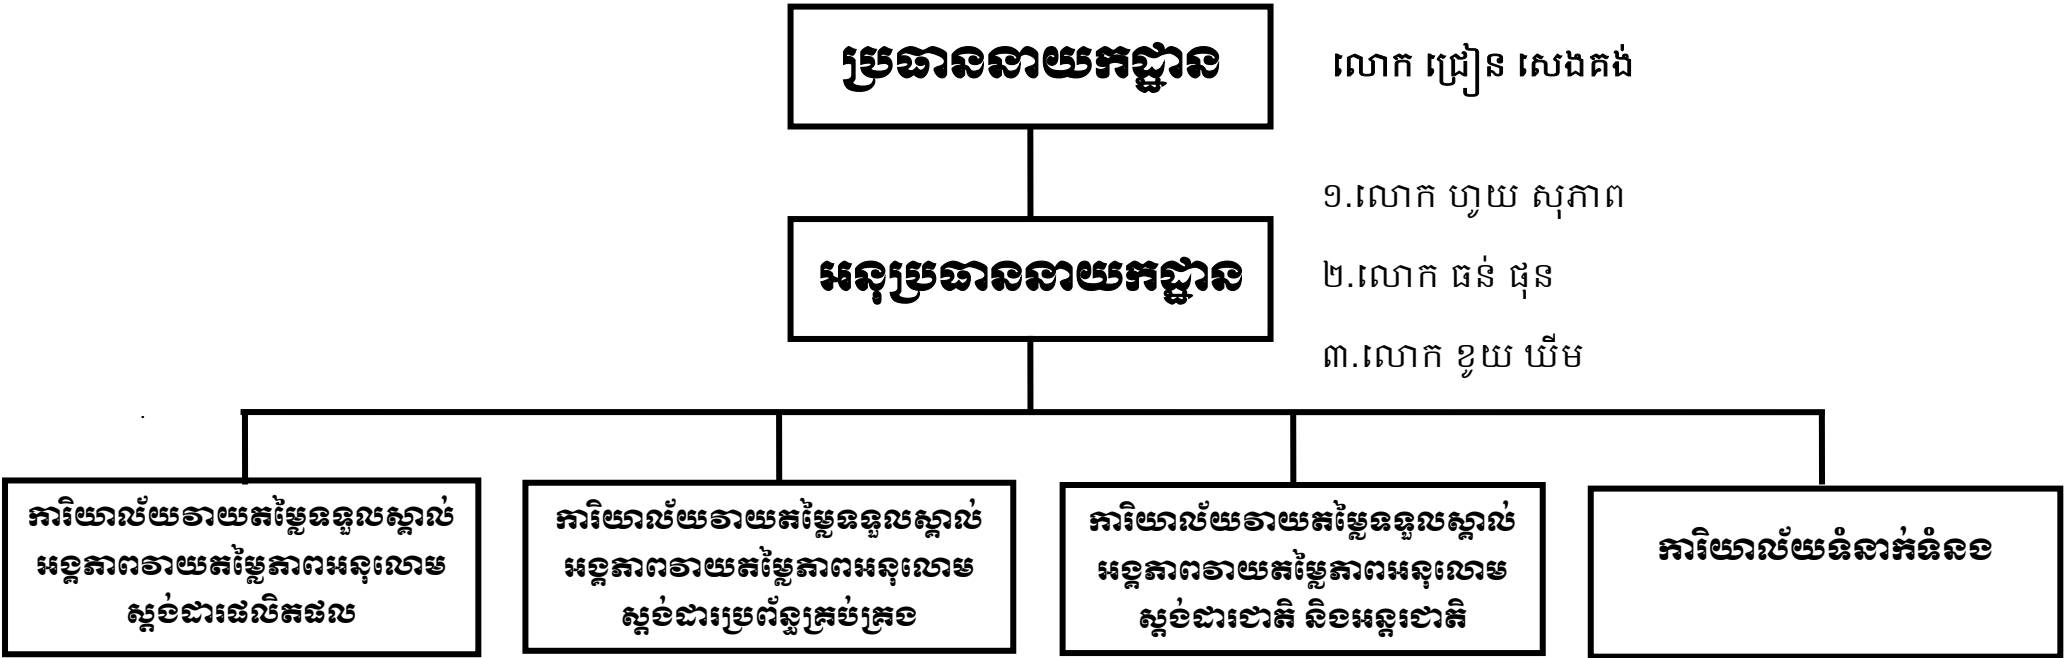 ប្រធាននាយកដ្ឋាន
លោក ជ្រៀន សេងគង់
អនុប្រធាននាយកដ្ឋាន
១.លោក ហូយ សុភាព
២.លោក ធន់ ផុន
៣.លោក ខូយ ឃីម
ការិយាល័យវាយតម្លៃទទួលស្គាល់
អង្គភាពវាយតម្លៃភាពអនុលោម
ស្តង់ដារផលិតផល
ការិយាល័យវាយតម្លៃទទួលស្គាល់
អង្គភាពវាយតម្លៃភាពអនុលោម
ស្តង់ដារប្រព័ន្ធគ្រប់គ្រង
ការិយាល័យវាយតម្លៃទទួលស្គាល់
អង្គភាពវាយតម្លៃភាពអនុលោម
ស្តង់ដារជាតិ និងអន្តរជាតិ
ការិយាល័យទំនាក់ទំនង